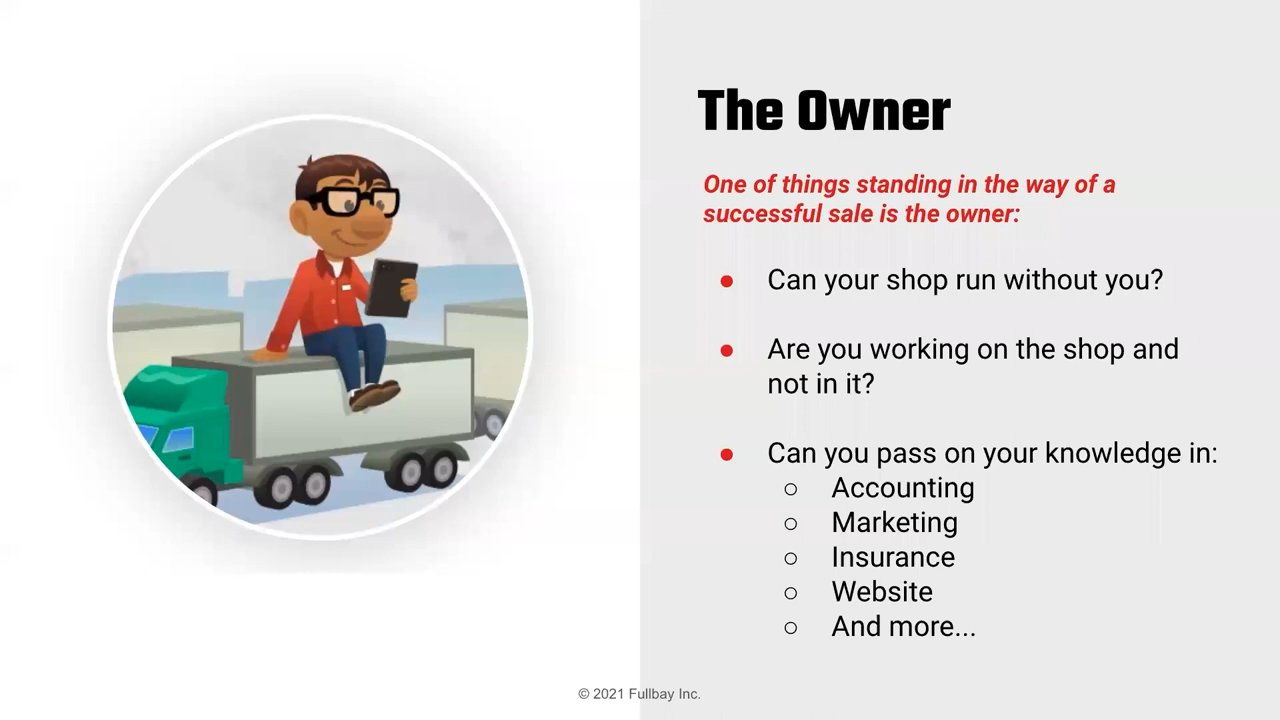 The Owner
One of things standing in the way of a
successful sale is the owner:
● Can your shop run without you?
● Are you working on the shop and
not in it?
● Can you pass on your knowledge in:
○ Accounting
○ Marketing
○ Insurance
○ Website
○ And more...
© 2021 Fullbay Inc.